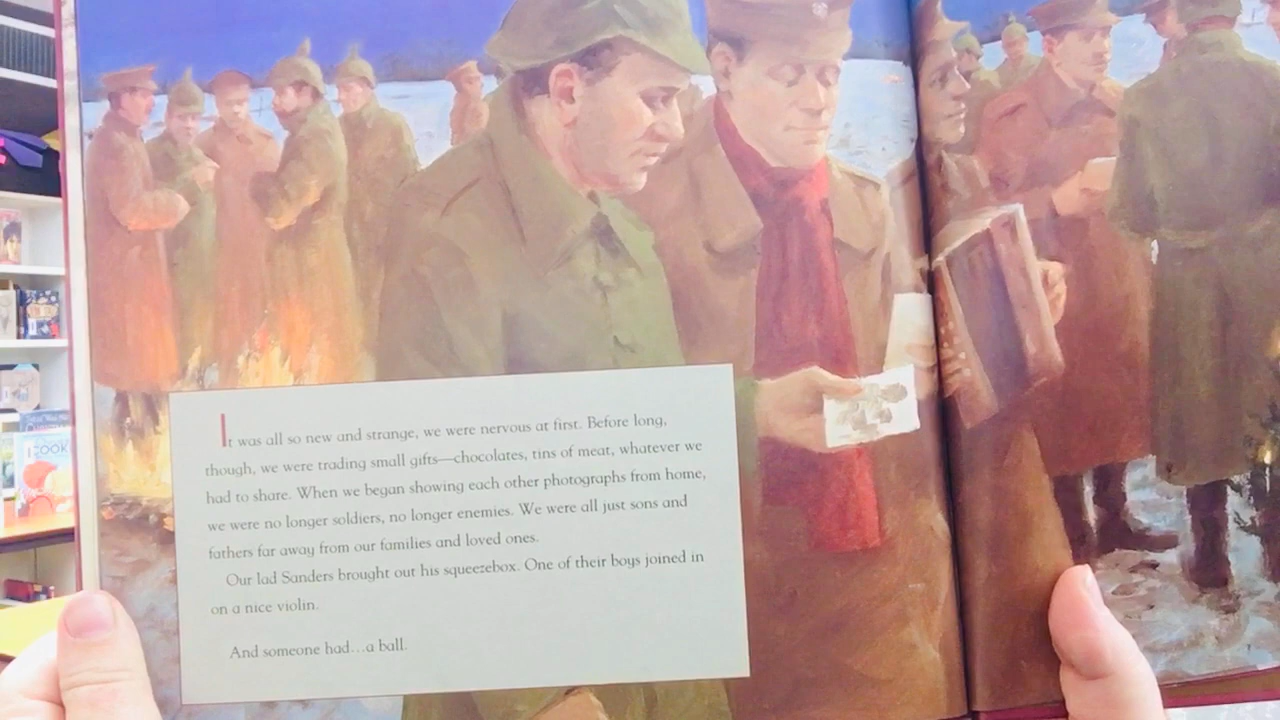 It was all so new and strange, we were nervous at first. Before long,
though, we were trading small gifts—chocolates, tins of meat, whatever we
had to share. When we began showing each other photographs from home,
we were no longer soldiers, no longer enemies. We were all just sons and
fathers far away from our families and loved ones.
Our lad Sanders brought out his squeezebox. One of their boys joined in
on a nice violin.
And someone had...a ball.